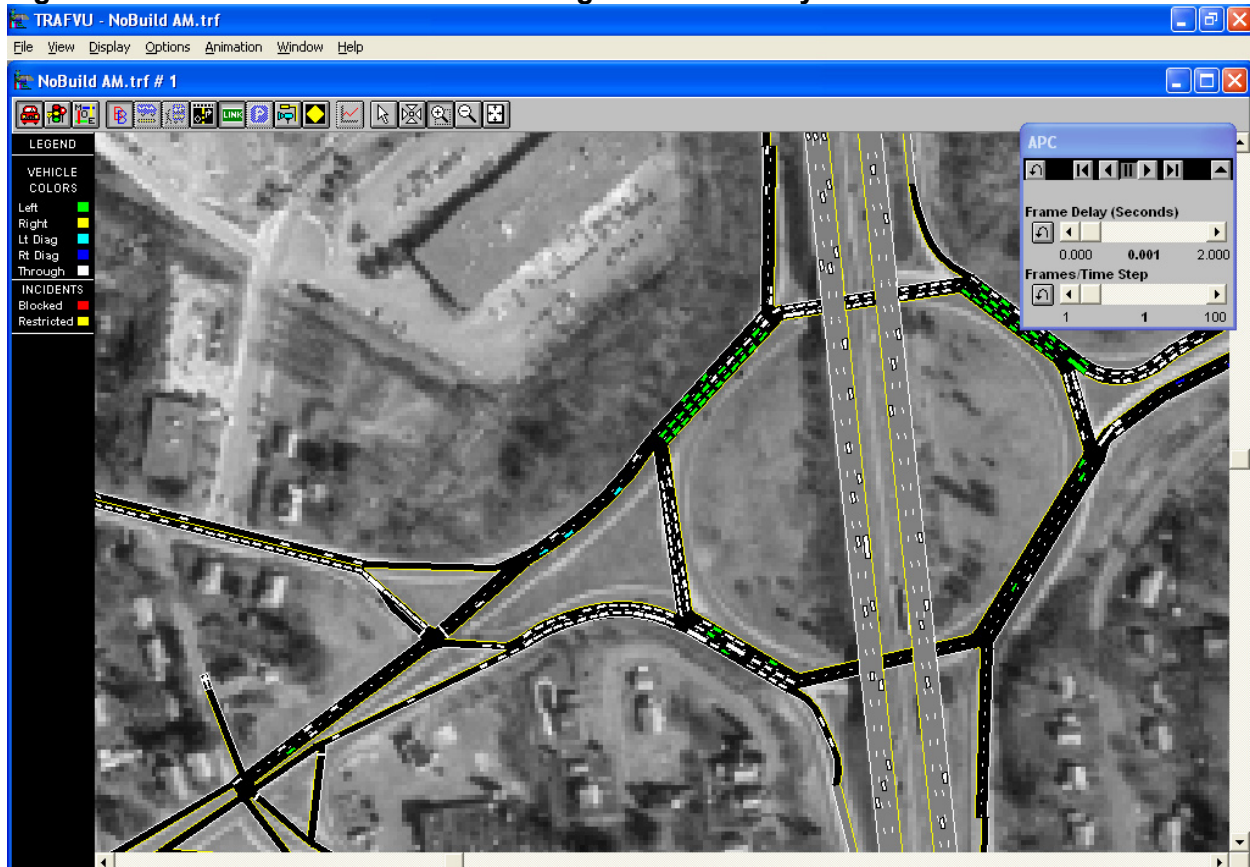 TRAFVU - NoBuild AM.trf
File View Display Options Animation Window Help
NoBuild AM.trf # 1
LINK
P
LEGEND
VEHICLE
COLORS
Left
Right
Lt Diag
Rt Diag
Through
INCIDENTS
Blocked
Restricted
APC
Frame Delay (Seconds)
0.000 0.001 2.000
Frames/Time Step
1 1 100